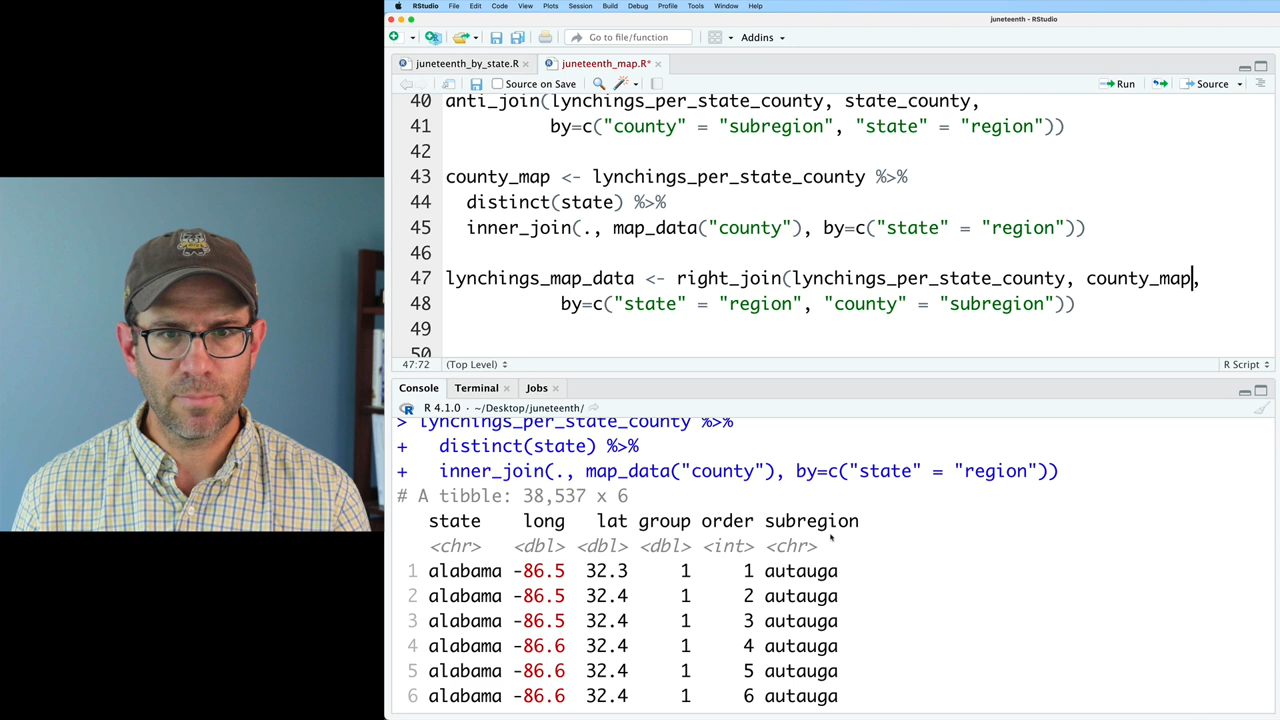 RStudio File Edit Code View Plots Session Build Debug Profile Tools Window Help
juneteenth - RStudio
Go to file/function Addins
juneteenth_by_state.R juneteenth_map.R*
Source on Save Run Source
40 anti_join(lynchings_per_state_county, state_county,
41 by=c("county" = "subregion", "state" = "region"))
42
43 county_map <- lynchings_per_state_county %>%
44 distinct(state) %>%
45 inner_join(., map_data("county"), by=c("state" = "region"))
46
47 lynchings_map_data <- right_join(lynchings_per_state_county, county_map,
48 by=c("state" = "region", "county" = "subregion"))
49
50
47:72 (Top Level) R Script
Console Terminal Jobs
R 4.1.0 · ~/Desktop/juneteenth/
> lynchings_per_state_county %>%
+ distinct(state) %>%
+ inner_join(., map_data("county"), by=c("state" = "region"))
# A tibble: 38,537 x 6
state long lat group order subregion
<chr> <dbl> <dbl> <dbl> <int> <chr>
1 alabama -86.5 32.3 1 1 autauga
2 alabama -86.5 32.4 1 2 autauga
3 alabama -86.5 32.4 1 3 autauga
4 alabama -86.6 32.4 1 4 autauga
5 alabama -86.6 32.4 1 5 autauga
6 alabama -86.6 32.4 1 6 autauga